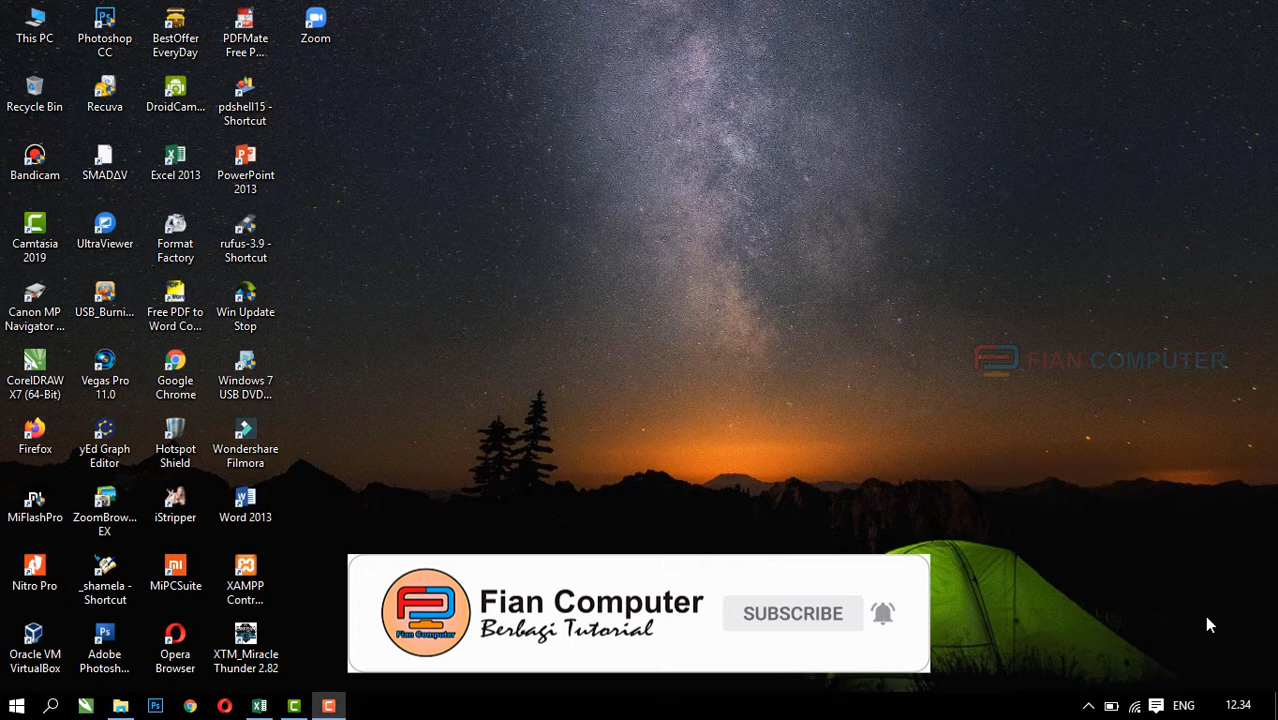 This PC
Photoshop
CC
BestOffer
EveryDay
PDFMate
Free P...
Zoom
Recycle Bin
Recuva
DroidCam...
pdshell15 -
Shortcut
Bandicam
SMADΔV
Excel 2013
PowerPoint
2013
Camtasia
2019
UltraViewer
Format
Factory
rufus-3.9 -
Shortcut
Canon MP
Navigator ...
USB_Burni...
Free PDF to
Word Co...
Win Update
Stop
CorelDRAW
X7 (64-Bit)
Vegas Pro
11.0
Google
Chrome
Windows 7
USB DVD...
FIAN COMPUTER
Firefox
yEd Graph
Editor
Hotspot
Shield
Wondershare
Filmora
MiFlashPro
ZoomBrow...
EX
iStripper
Word 2013
Nitro Pro
_shamela -
Shortcut
MiPCSuite
XAMPP
Contr...
Oracle VM
VirtualBox
Adobe
Photosh...
Opera
Browser
XTM_Miracle
Thunder 2.82
Fian Computer
Fian Computer
Berbagi Tutorial
SUBSCRIBE
ENG
12.34